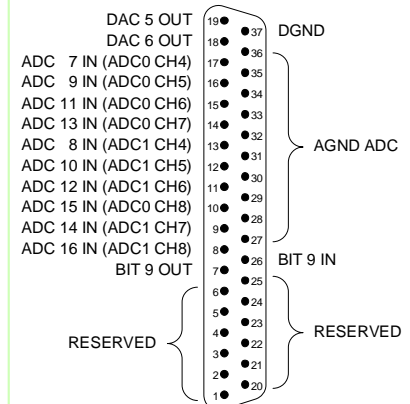 DAC 5 OUT 19 37 DGND
DAC 6 OUT 18 36
ADC 7 IN (ADC0 CH4) 17 35
ADC 9 IN (ADC0 CH5) 16 34
ADC 11 IN (ADC0 CH6) 15 33
ADC 13 IN (ADC0 CH7) 14 32
ADC 8 IN (ADC1 CH4) 13 31 AGND ADC
ADC 10 IN (ADC1 CH5) 12 30
ADC 12 IN (ADC1 CH6) 11 29
ADC 15 IN (ADC0 CH8) 10 28
ADC 14 IN (ADC1 CH7) 9 27
ADC 16 IN (ADC1 CH8) 8 26 BIT 9 IN
BIT 9 OUT 7 25
6 24
5 23
RESERVED 4 22 RESERVED
3 21
2 20
1